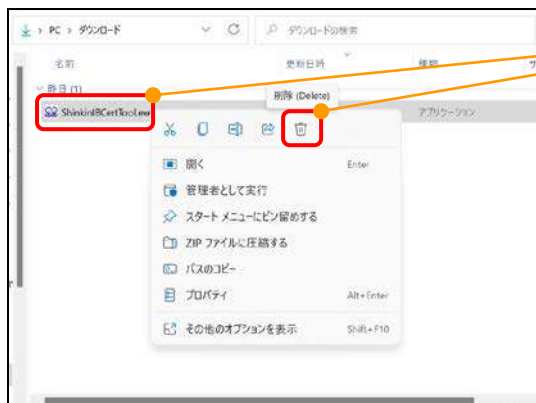 PC › ダウンロード
ダウンロードの検索
名前
更新日時
種類
サ
昨日 (1)
削除 (Delete)
ShinkinIBCertTool.exe
アプリケーション
開く Enter
管理者として実行
スタート メニューにピン留めする
ZIP ファイルに圧縮する
パスのコピー
プロパティ Alt+Enter
その他のオプションを表示 Shift+F10